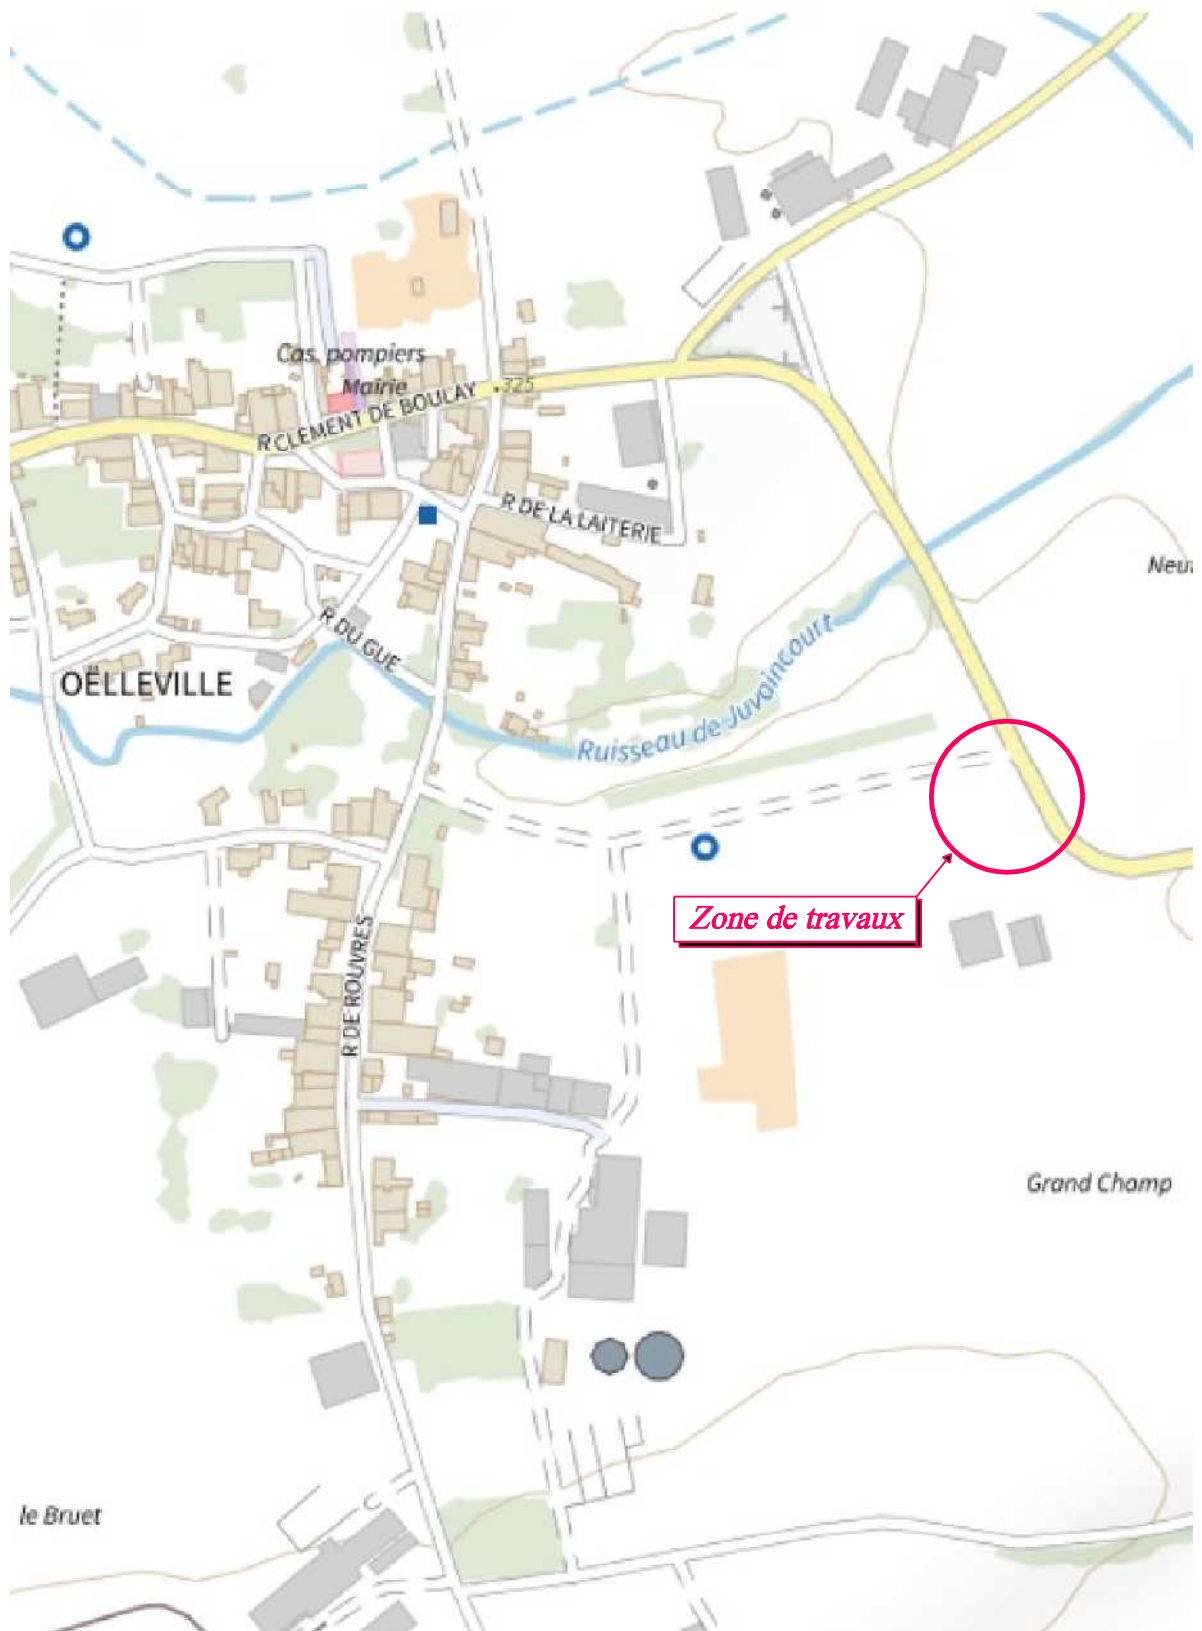 Cas. pompiers
Mairie
.325
R CLEMENT DE BOULAY
R DE LA LAITERIE
R DU GUE
OËLLEVILLE
Ruisseau de Juvaincourt
Zone de travaux
R DE ROUVRES
Grand Champ
le Bruet